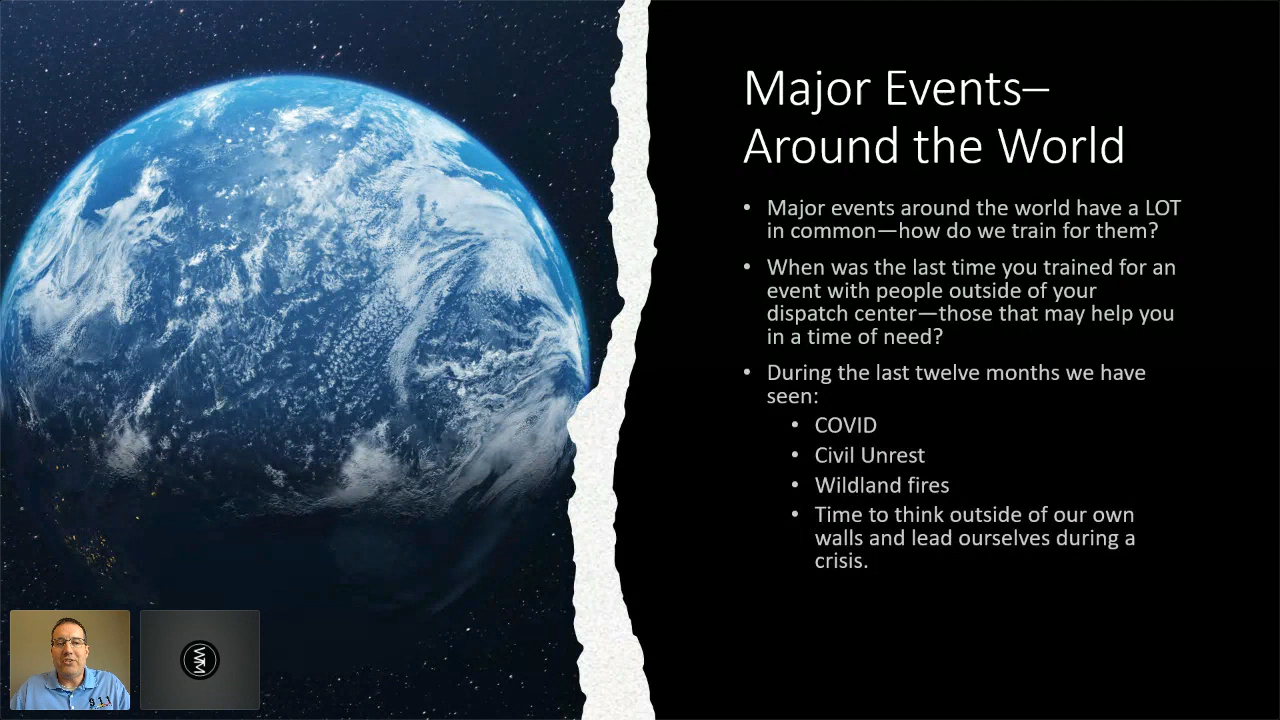 Major Events–
Around the World
• Major events around the world have a LOT
in common—how do we train for them?
• When was the last time you trained for an
event with people outside of your
dispatch center—those that may help you
in a time of need?
• During the last twelve months we have
seen:
• COVID
• Civil Unrest
• Wildland fires
• Time to think outside of our own
walls and lead ourselves during a
crisis.
911